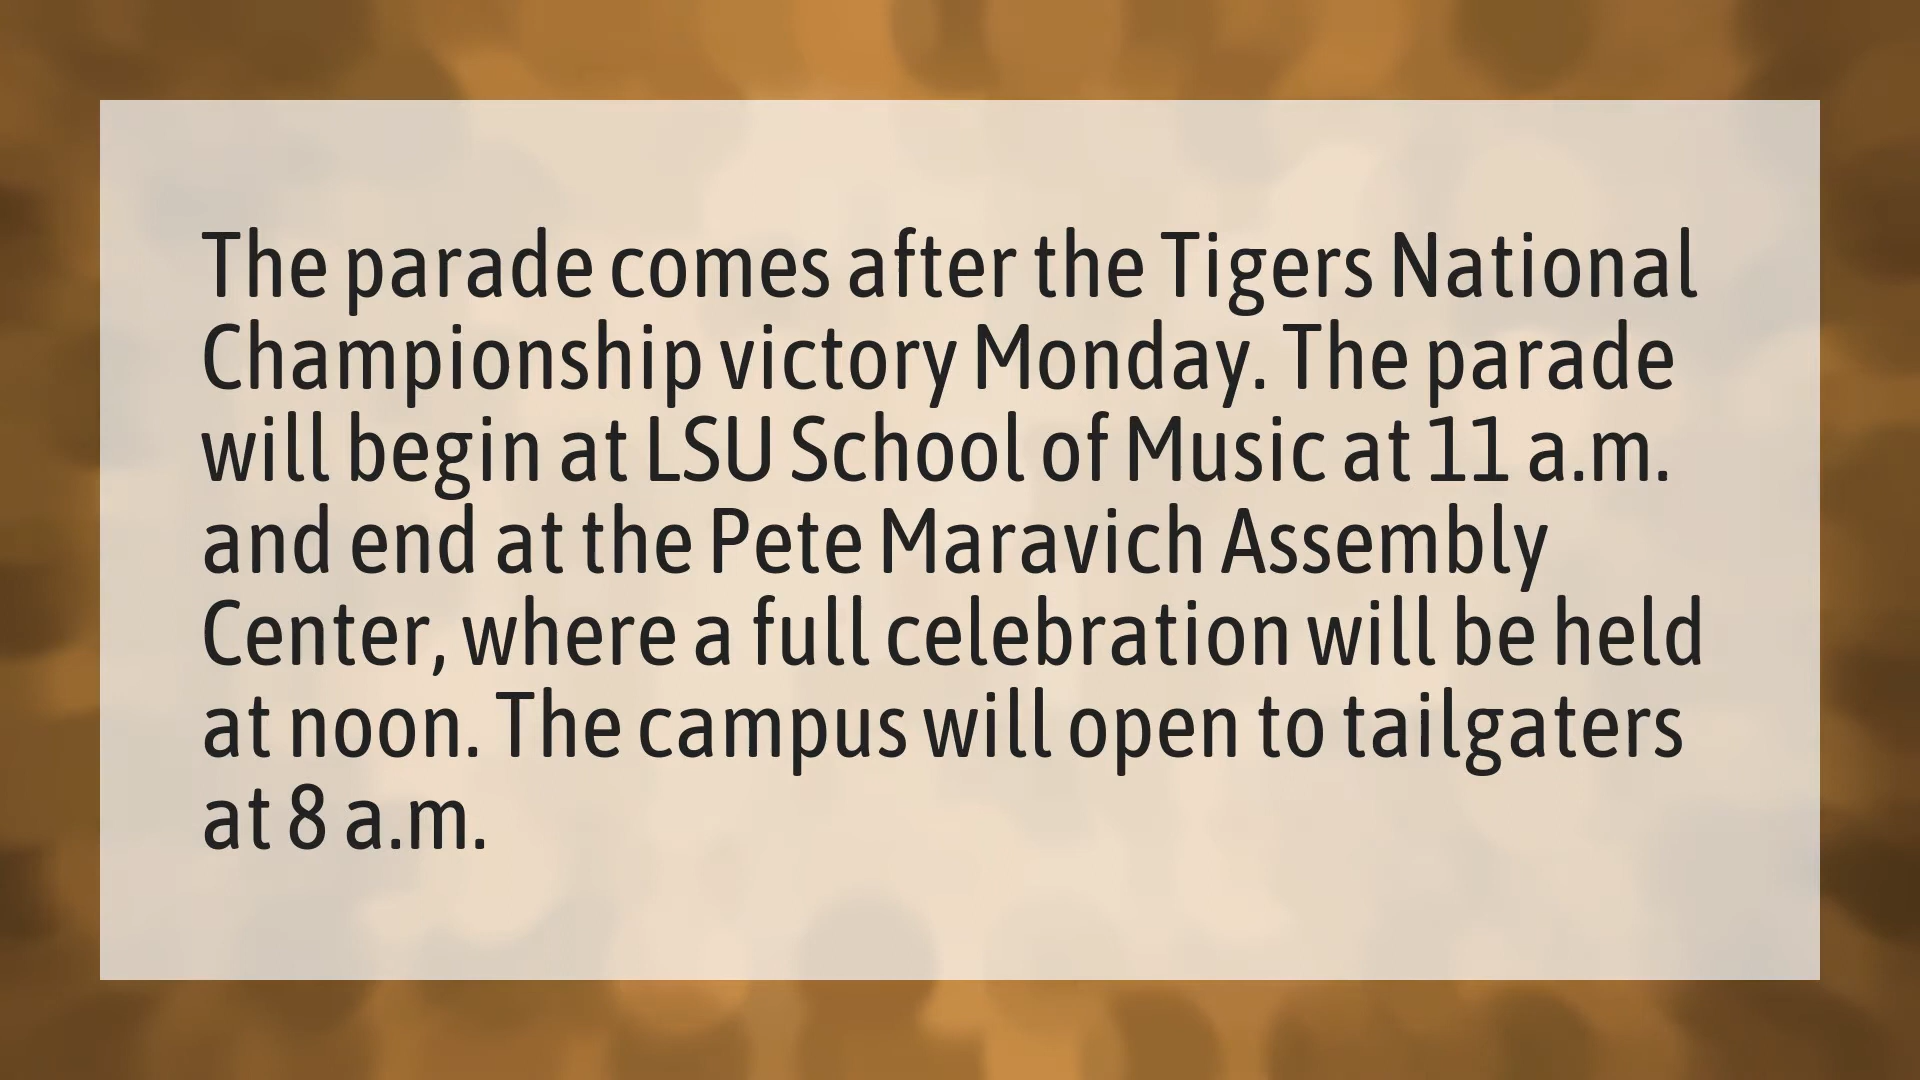 The parade comes after the Tigers National
Championship victory Monday. The parade
will begin at LSU School of Music at 11 a.m.
and end at the Pete Maravich Assembly
Center, where a full celebration will be held
at noon. The campus will open to tailgaters
at 8 a.m.